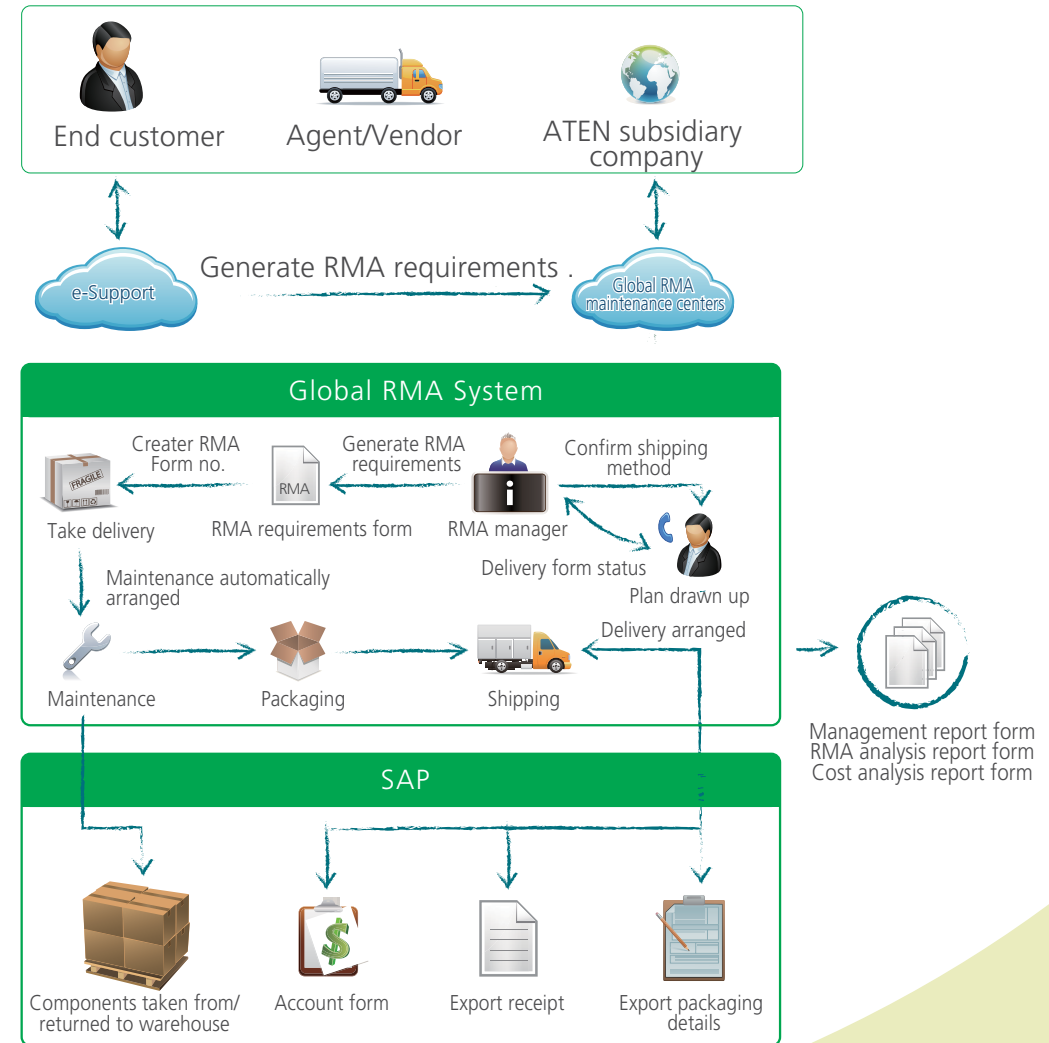 End customer
Agent/Vendor
ATEN subsidiary
company
e-Support
Generate RMA requirements .
Global RMA
maintenance centers
Global RMA System
Creater RMA
Form no.
Generate RMA
requirements
Confirm shipping
method
FRAGILE
RMA
i
Take delivery
RMA requirements form
RMA manager
Delivery form status
Plan drawn up
Maintenance automatically
arranged
Delivery arranged
Maintenance
Packaging
Shipping
Management report form
RMA analysis report form
Cost analysis report form
SAP
$
Components taken from/
returned to warehouse
Account form
Export receipt
Export packaging
details